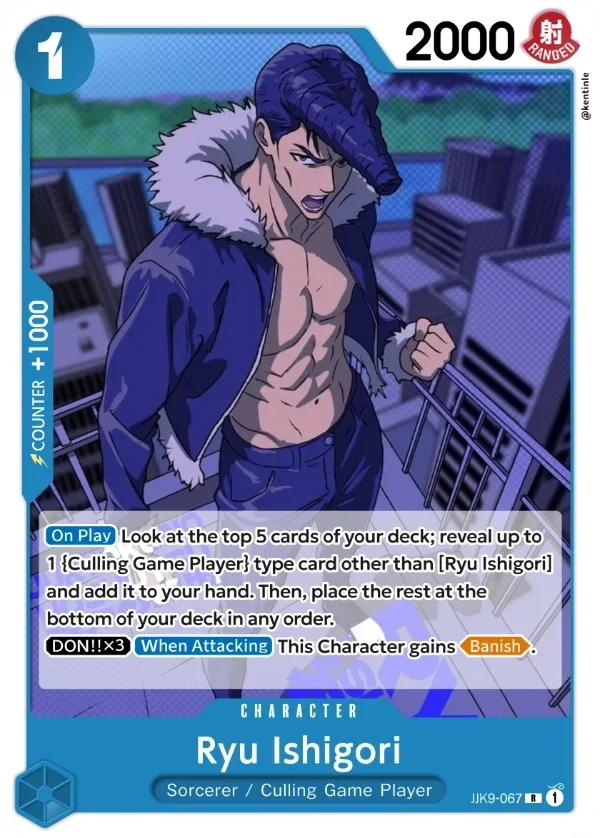 1
2000
射
RANGED
@kentinle
COUNTER +1000
On Play Look at the top 5 cards of your deck; reveal up to
1 {Culling Game Player} type card other than [Ryu Ishigori]
and add it to your hand. Then, place the rest at the
bottom of your deck in any order.
DON!!×3 When Attacking This Character gains Banish.
CHARACTER
Ryu Ishigori
Sorcerer / Culling Game Player
JJK9-067 R 1